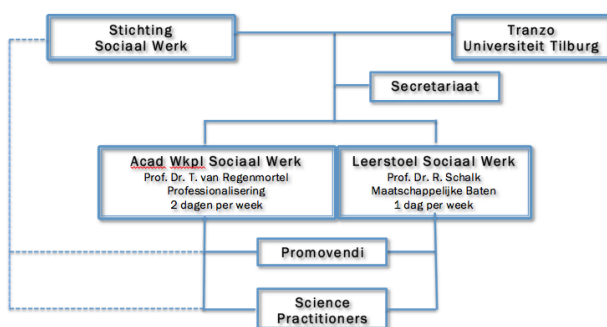 Stichting
Sociaal Werk
Tranzo
Universiteit Tilburg
Secretariaat
Acad Wkpl Sociaal Werk
Prof. Dr. T. van Regenmortel
Professionalisering
2 dagen per week
Leerstoel Sociaal Werk
Prof. Dr. R. Schalk
Maatschappelijke Baten
1 dag per week
Promovendi
Science
Practitioners